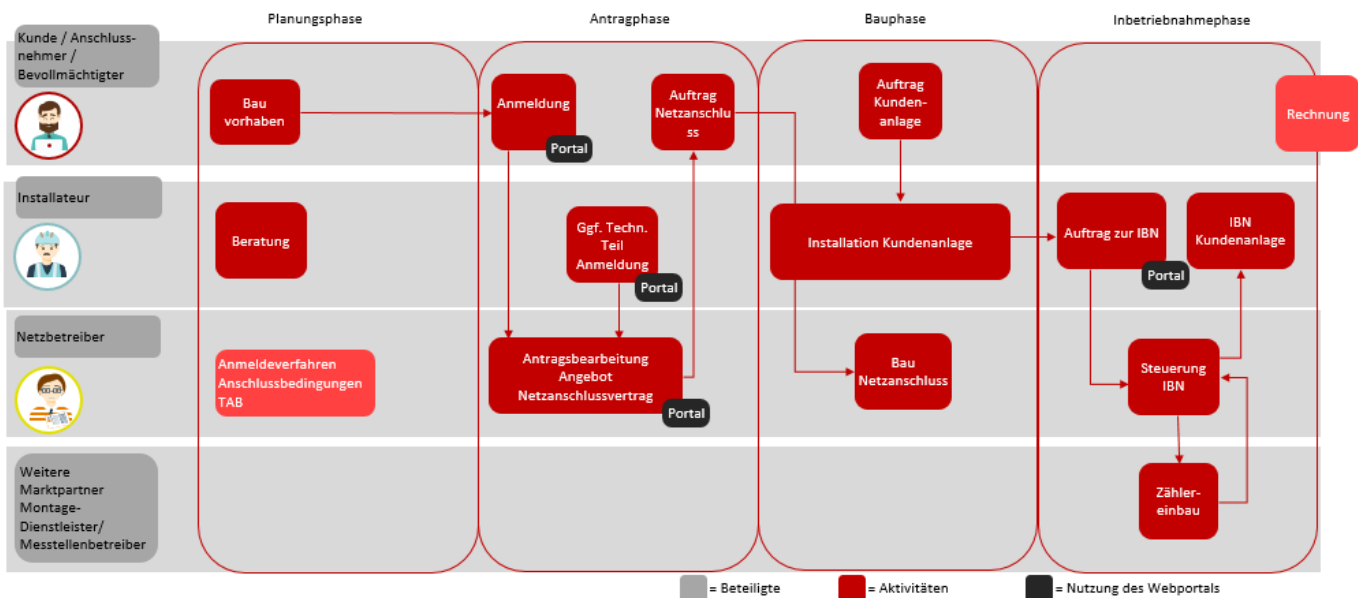 Planungsphase
Antragphase
Bauphase
Inbetriebnahmephase
Kunde / Anschluss-
nehmer /
Bevollmächtigter
Bau
vorhaben
Anmeldung
Portal
Auftrag
Netzanschlu
ss
Auftrag
Kunden-
anlage
Rechnung
Installateur
Beratung
Ggf. Techn.
Teil
Anmeldung
Portal
Installation Kundenanlage
Auftrag zur IBN
Portal
IBN
Kundenanlage
Netzbetreiber
Anmeldeverfahren
Anschlussbedingungen
TAB
Antragsbearbeitung
Angebot
Netzanschlussvertrag
Portal
Bau
Netzanschluss
Steuerung
IBN
Weitere
Marktpartner
Montage-
Dienstleister/
Messtellenbetreiber
Zähler-
einbau
= Beteiligte
= Aktivitäten
= Nutzung des Webportals